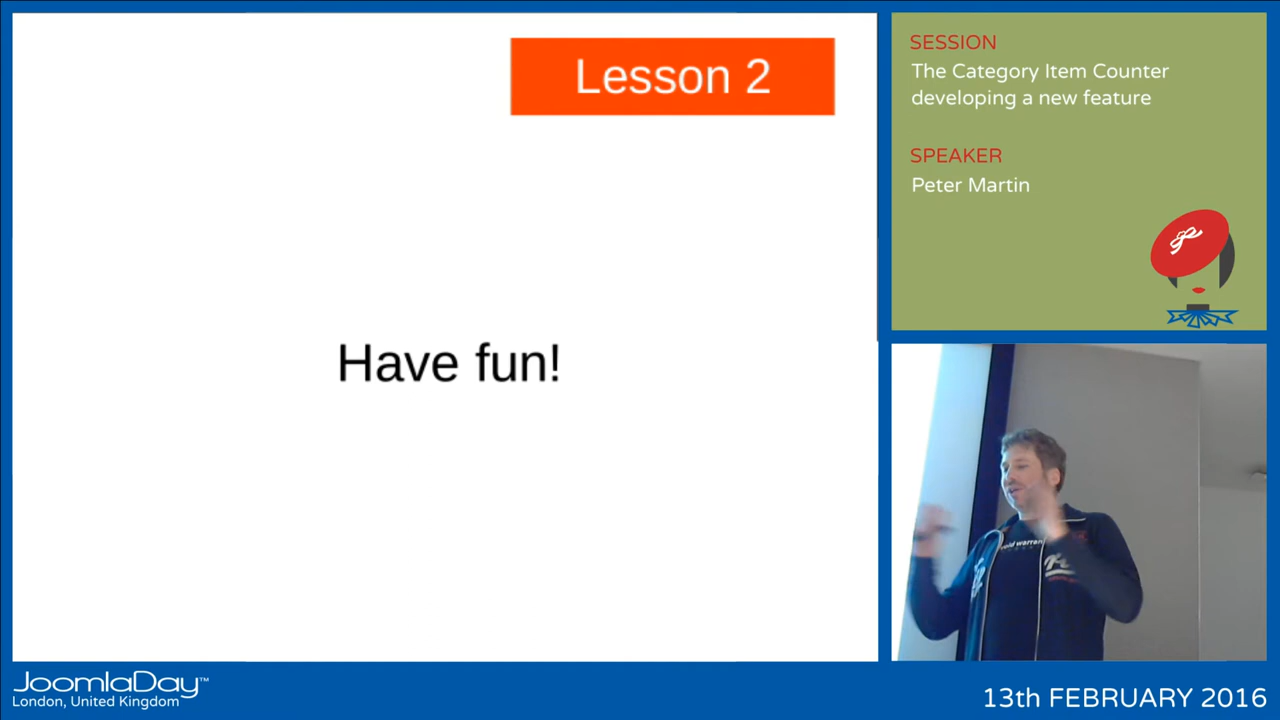 Lesson 2
Have fun!
SESSION
The Category Item Counter
developing a new feature
SPEAKER
Peter Martin
JoomlaDay™
London, United Kingdom
13th FEBRUARY 2016